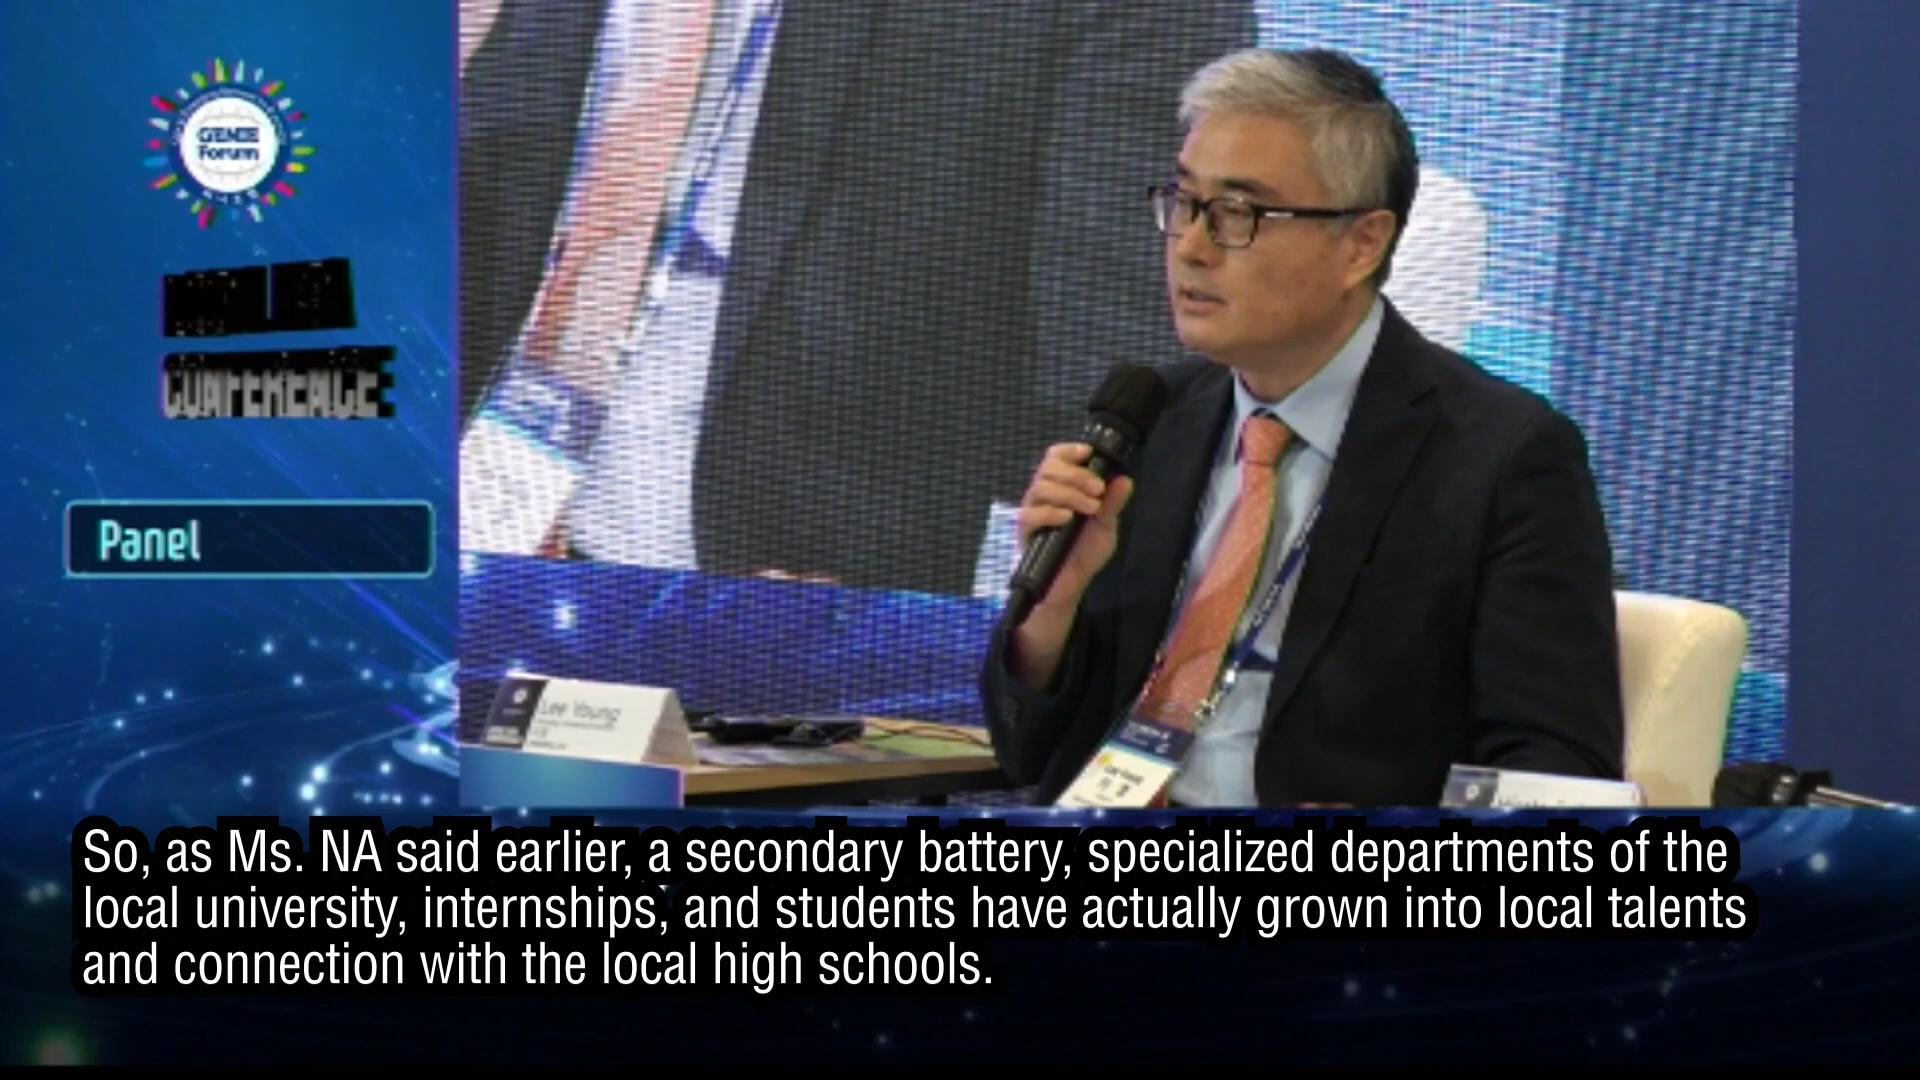 GENIE
Forum
CONFERENCE
Panel
Lee Young
So, as Ms. NA said earlier, a secondary battery, specialized departments of the
local university, internships, and students have actually grown into local talents
and connection with the local high schools.